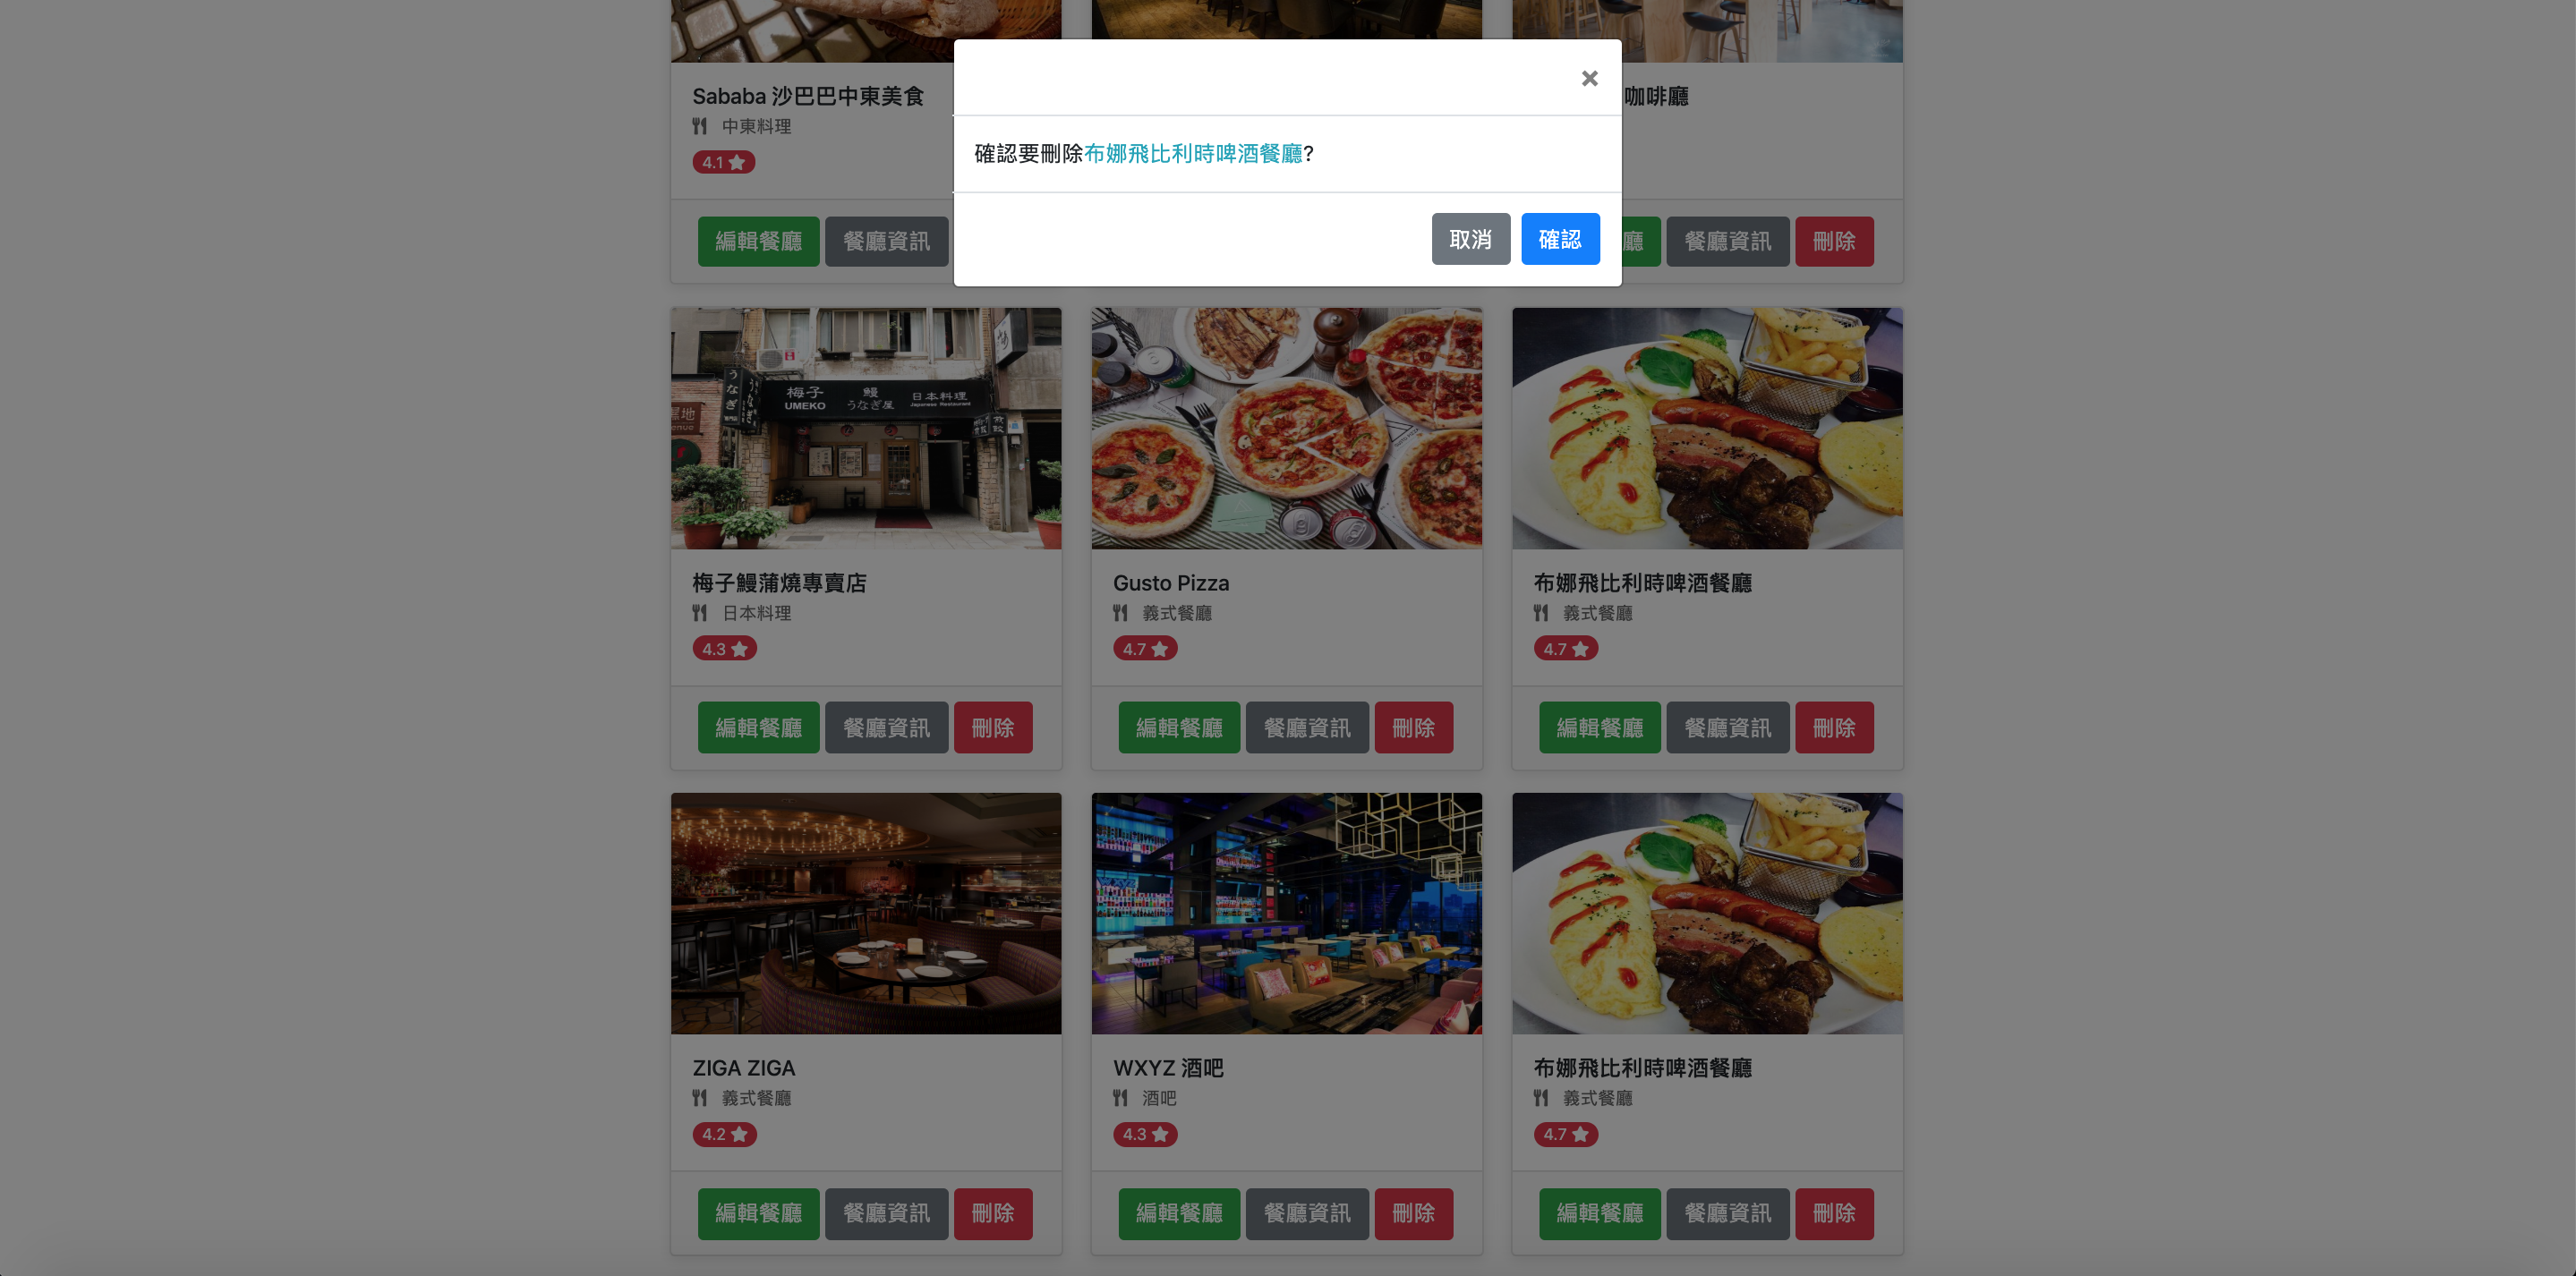 ×
確認要刪除布娜飛比利時啤酒餐廳?
取消 確認
Sababa 沙巴巴中東美食
中東料理
4.1
編輯餐廳 餐廳資訊
咖啡廳
廳 餐廳資訊 刪除
梅子 鰻 日本料理
UMEKO うなぎ屋 Japanese Restaurant
うなぎ
梅子鰻蒲燒專賣店
日本料理
4.3
編輯餐廳 餐廳資訊 刪除
Gusto Pizza
義式餐廳
4.7
編輯餐廳 餐廳資訊 刪除
布娜飛比利時啤酒餐廳
義式餐廳
4.7
編輯餐廳 餐廳資訊 刪除
ZIGA ZIGA
義式餐廳
4.2
編輯餐廳 餐廳資訊 刪除
WXYZ
WXYZ 酒吧
酒吧
4.3
編輯餐廳 餐廳資訊 刪除
布娜飛比利時啤酒餐廳
義式餐廳
4.7
編輯餐廳 餐廳資訊 刪除